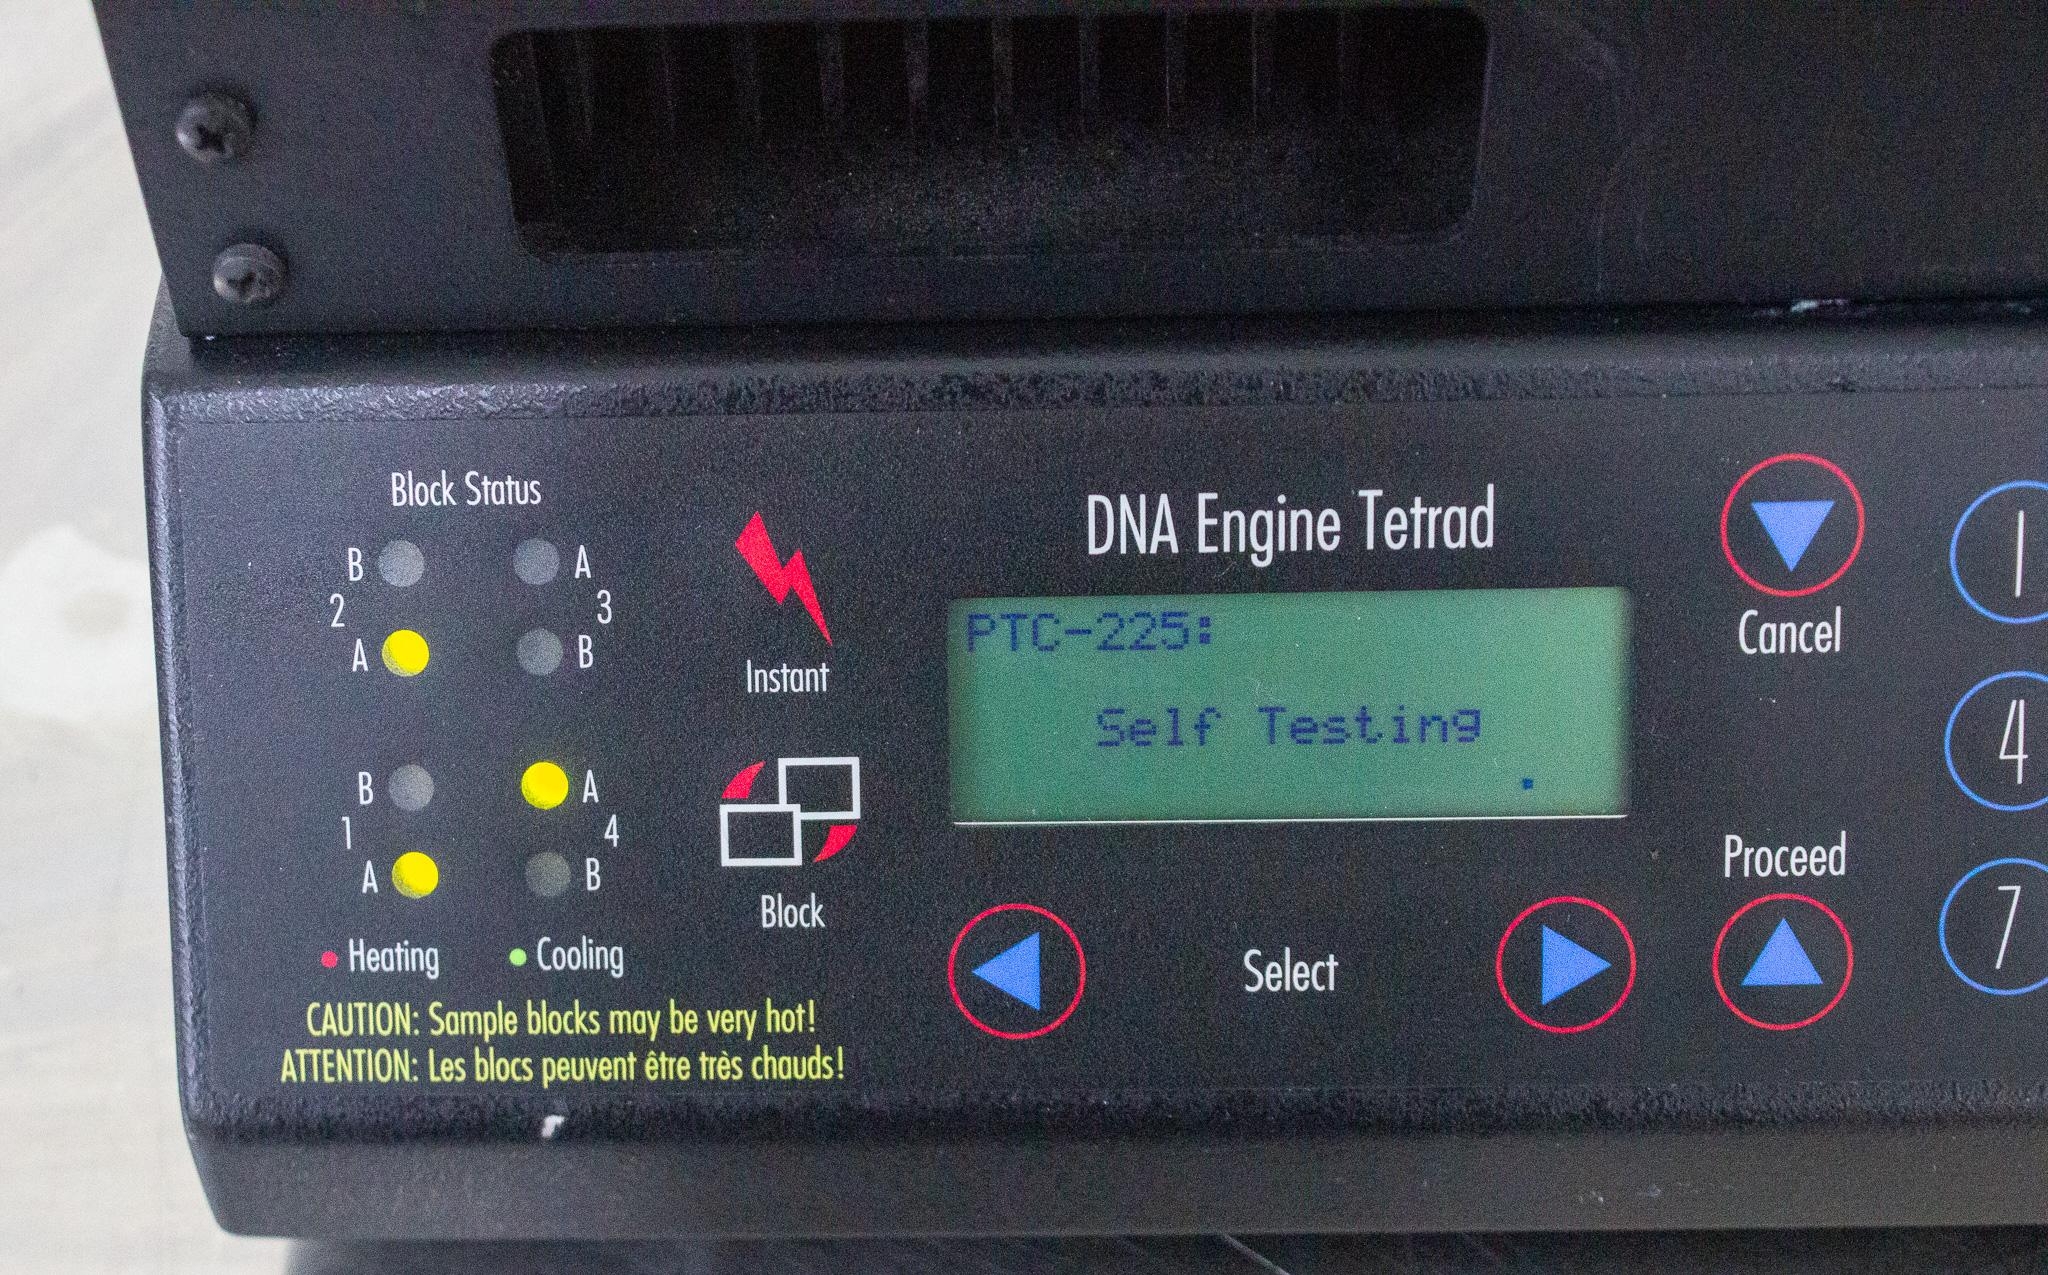 Block Status
B A
2 3
A B
B A
1 4
A B
Heating Cooling
CAUTION: Sample blocks may be very hot!
ATTENTION: Les blocs peuvent être très chauds!
Instant
Block
DNA Engine Tetrad
PTC-225:
Self Testing
.
Select
Cancel
Proceed
1
4
7